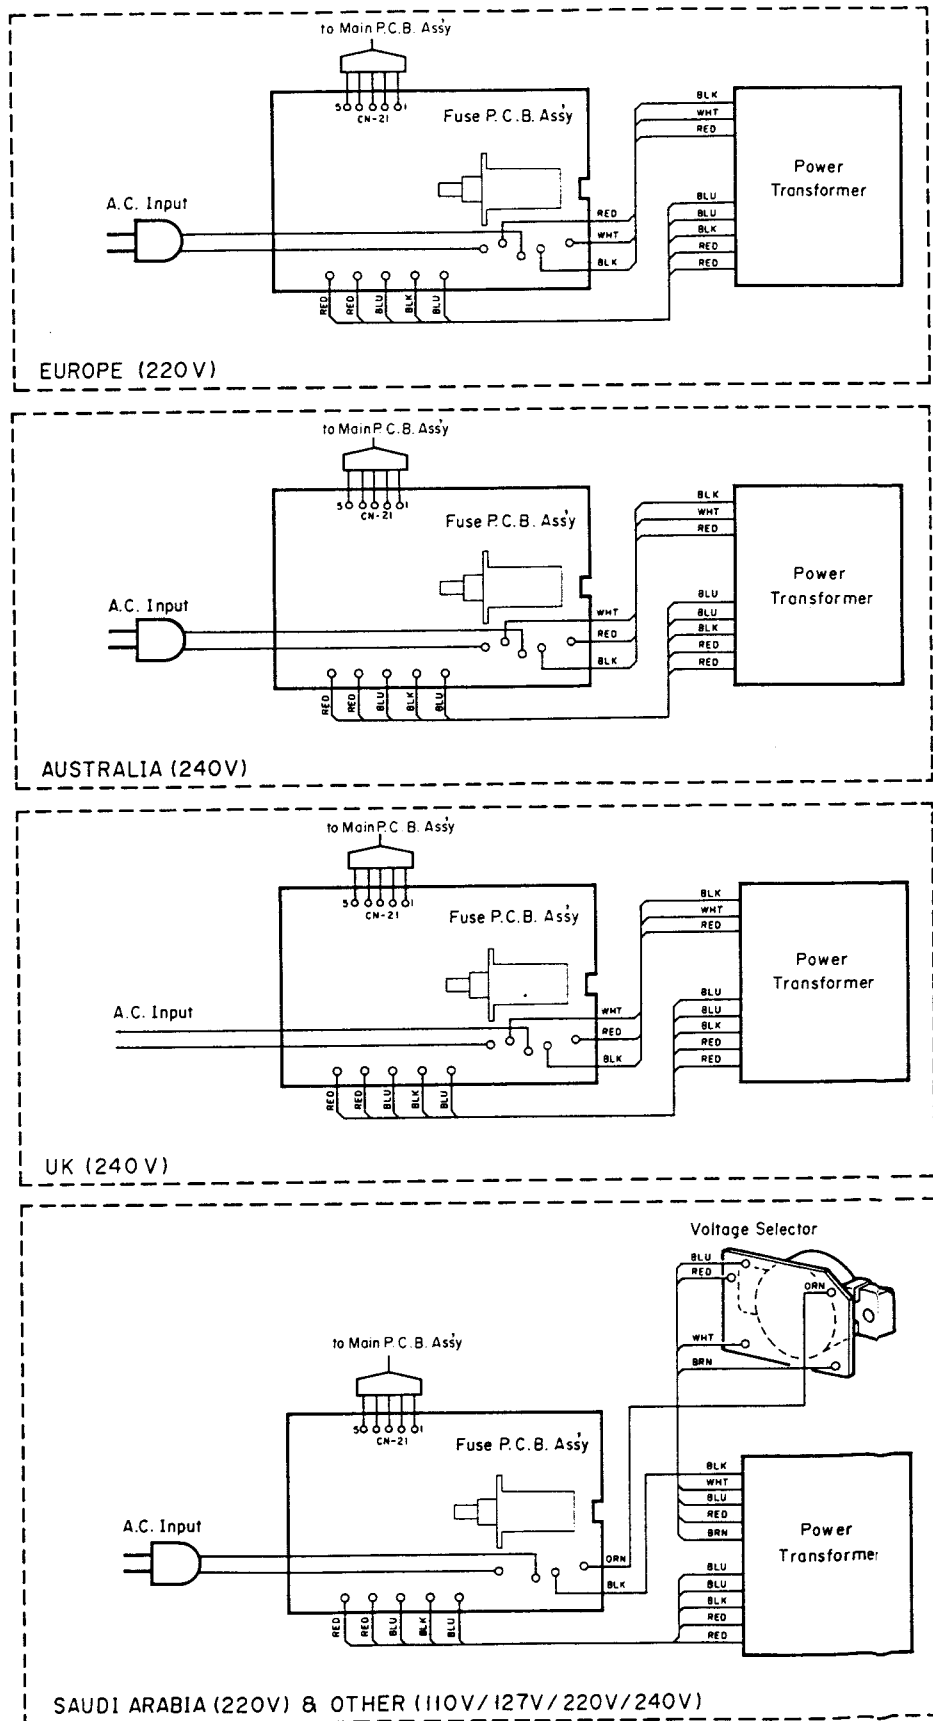 to Main P.C.B. Ass'y
5 1
CN-21
Fuse P.C.B. Ass'y
BLK
WHT
RED
Power
Transformer
A.C. Input
BLU
BLU
BLK
RED
RED
RED
WHT
BLK
RED
RED
BLU
BLK
BLU
EUROPE (220V)
to Main P.C.B. Ass'y
5 1
CN-21
Fuse P.C.B. Ass'y
BLK
WHT
RED
Power
Transformer
A.C. Input
BLU
BLU
BLK
RED
RED
WHT
RED
BLK
RED
RED
BLU
BLK
BLU
AUSTRALIA (240V)
to Main P.C.B. Ass'y
5 1
CN-21
Fuse P.C.B. Ass'y
BLK
WHT
RED
Power
Transformer
A.C. Input
BLU
BLU
BLK
RED
RED
WHT
RED
BLK
RED
RED
BLU
BLK
BLU
UK (240V)
Voltage Selector
BLU
RED
ORN
WHT
BRN
to Main P.C.B. Ass'y
5 1
CN-21
Fuse P.C.B. Ass'y
BLK
WHT
BLU
RED
BRN
Power
Transformer
A.C. Input
ORN
BLK
BLU
BLU
BLK
RED
RED
RED
RED
BLU
BLK
BLU
SAUDI ARABIA (220V) & OTHER (110V/127V/220V/240V)